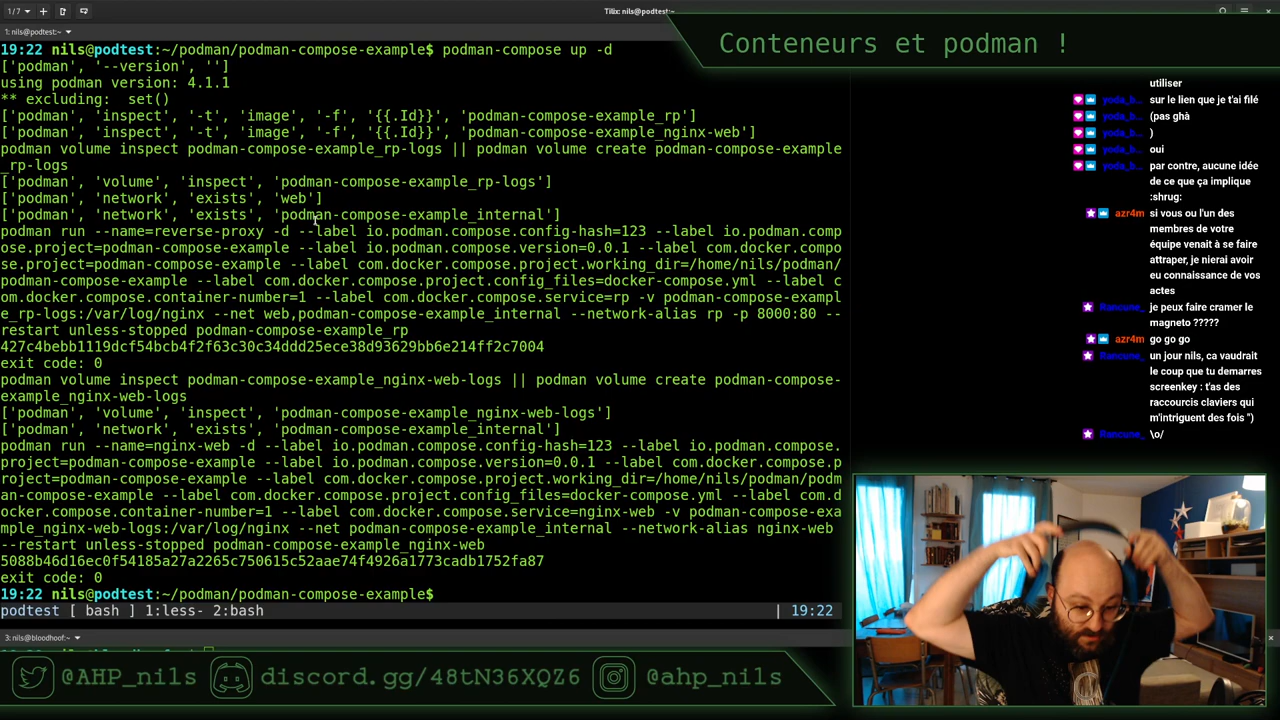 1/7
Tilix: nils@podtest:~
1: nils@podtest:~
Conteneurs et podman !
19:22 nils@podtest:~/podman/podman-compose-example$ podman-compose up -d
['podman', '--version', '']
using podman version: 4.1.1
** excluding:  set()
['podman', 'inspect', '-t', 'image', '-f', '{{.Id}}', 'podman-compose-example_rp']
['podman', 'inspect', '-t', 'image', '-f', '{{.Id}}', 'podman-compose-example_nginx-web']
podman volume inspect podman-compose-example_rp-logs || podman volume create podman-compose-example
_rp-logs
['podman', 'volume', 'inspect', 'podman-compose-example_rp-logs']
['podman', 'network', 'exists', 'web']
['podman', 'network', 'exists', 'podman-compose-example_internal']
podman run --name=reverse-proxy -d --label io.podman.compose.config-hash=123 --label io.podman.comp
ose.project=podman-compose-example --label io.podman.compose.version=0.0.1 --label com.docker.compo
se.project=podman-compose-example --label com.docker.compose.project.working_dir=/home/nils/podman/
podman-compose-example --label com.docker.compose.project.config_files=docker-compose.yml --label c
om.docker.compose.container-number=1 --label com.docker.compose.service=rp -v podman-compose-exampl
e_rp-logs:/var/log/nginx --net web,podman-compose-example_internal --network-alias rp -p 8000:80 --
restart unless-stopped podman-compose-example_rp
427c4bebb1119dcf54bcb4f2f63c30c34ddd25ece38d93629bb6e214ff2c7004
exit code: 0
podman volume inspect podman-compose-example_nginx-web-logs || podman volume create podman-compose-
example_nginx-web-logs
['podman', 'volume', 'inspect', 'podman-compose-example_nginx-web-logs']
['podman', 'network', 'exists', 'podman-compose-example_internal']
podman run --name=nginx-web -d --label io.podman.compose.config-hash=123 --label io.podman.compose.
project=podman-compose-example --label io.podman.compose.version=0.0.1 --label com.docker.compose.p
roject=podman-compose-example --label com.docker.compose.project.working_dir=/home/nils/podman/podm
an-compose-example --label com.docker.compose.project.config_files=docker-compose.yml --label com.d
ocker.compose.container-number=1 --label com.docker.compose.service=nginx-web -v podman-compose-exa
mple_nginx-web-logs:/var/log/nginx --net podman-compose-example_internal --network-alias nginx-web
--restart unless-stopped podman-compose-example_nginx-web
5088b46d16ec0f54185a27a2265c750615c52aae74f4926a1773cadb1752fa87
exit code: 0
19:22 nils@podtest:~/podman/podman-compose-example$
podtest [ bash ] 1:less- 2:bash | 19:22
3: nils@bloodhoof:~
utiliser
yoda_b... sur le lien que je t'ai filé
yoda_b... (pas ghà
yoda_b... )
yoda_b... oui
yoda_b... par contre, aucune idée
de ce que ça implique
:shrug:
azr4m si vous ou l'un des
membres de votre
équipe venait à se faire
attraper, je nierai avoir
eu connaissance de vos
actes
Rancune_ je peux faire cramer le
magneto ?????
azr4m go go go
Rancune_ un jour nils, ca vaudrait
le coup que tu demarres
screenkey : t'as des
raccourcis claviers qui
m'intriguent des fois ")
Rancune_ \o/
@AHP_nils discord.gg/48tN36XQZ6 @ahp_nils